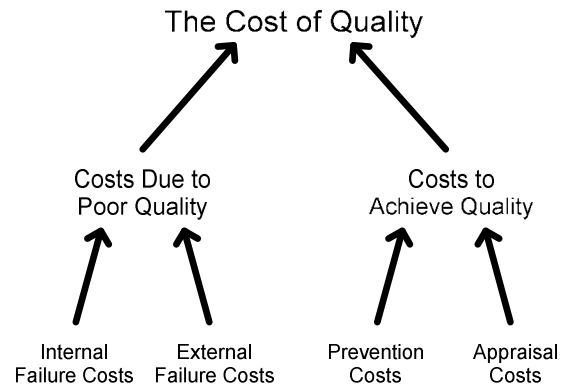 The Cost of Quality
Costs Due to
Poor Quality
Costs to
Achieve Quality
Internal
Failure Costs
External
Failure Costs
Prevention
Costs
Appraisal
Costs